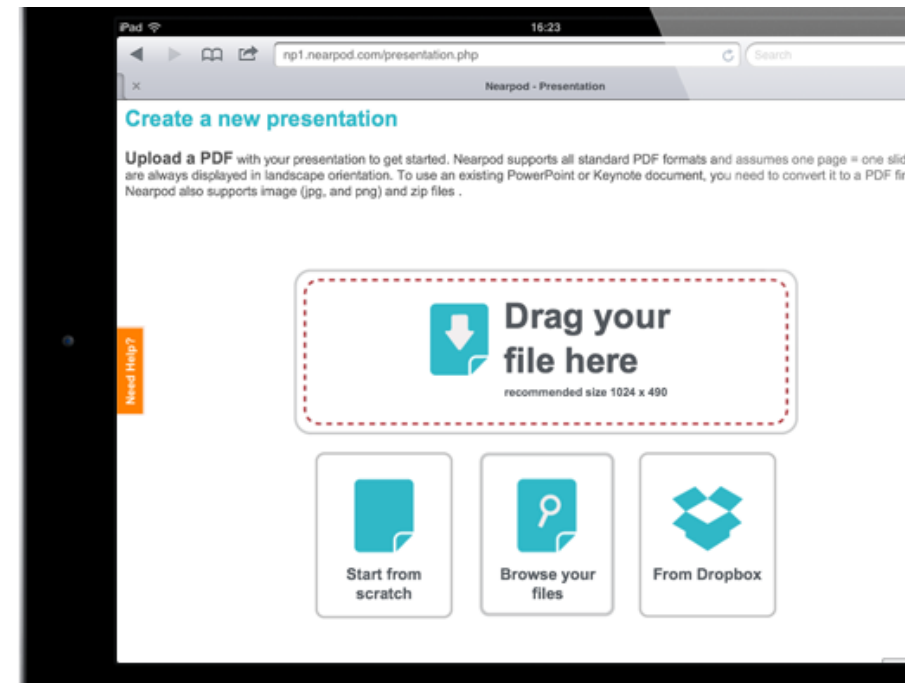 iPad 16:23
np1.nearpod.com/presentation.php Search
× Nearpod - Presentation
Create a new presentation
Upload a PDF with your presentation to get started. Nearpod supports all standard PDF formats and assumes one page = one slid
are always displayed in landscape orientation. To use an existing PowerPoint or Keynote document, you need to convert it to a PDF fir
Nearpod also supports image (jpg, and png) and zip files .
Drag your
file here
recommended size 1024 x 490
Need Help?
Start from
scratch
Browse your
files
From Dropbox